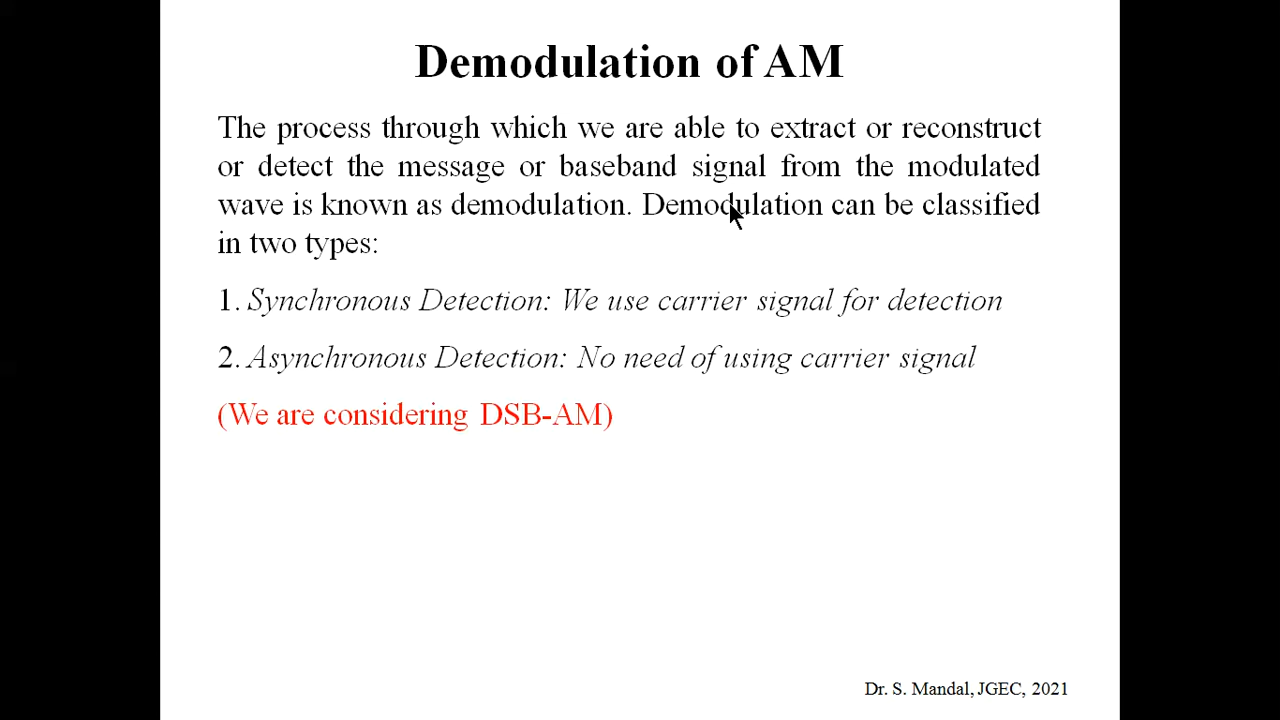 Demodulation of AM
The process through which we are able to extract or reconstruct
or detect the message or baseband signal from the modulated
wave is known as demodulation. Demodulation can be classified
in two types:
1. Synchronous Detection: We use carrier signal for detection
2. Asynchronous Detection: No need of using carrier signal
(We are considering DSB-AM)
Dr. S. Mandal, JGEC, 2021